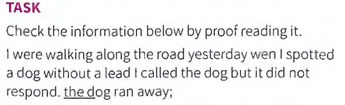 TASK
Check the information below by proof reading it.
I were walking along the road yesterday wen I spotted
a dog without a lead I called the dog but it did not
respond. the dog ran away;